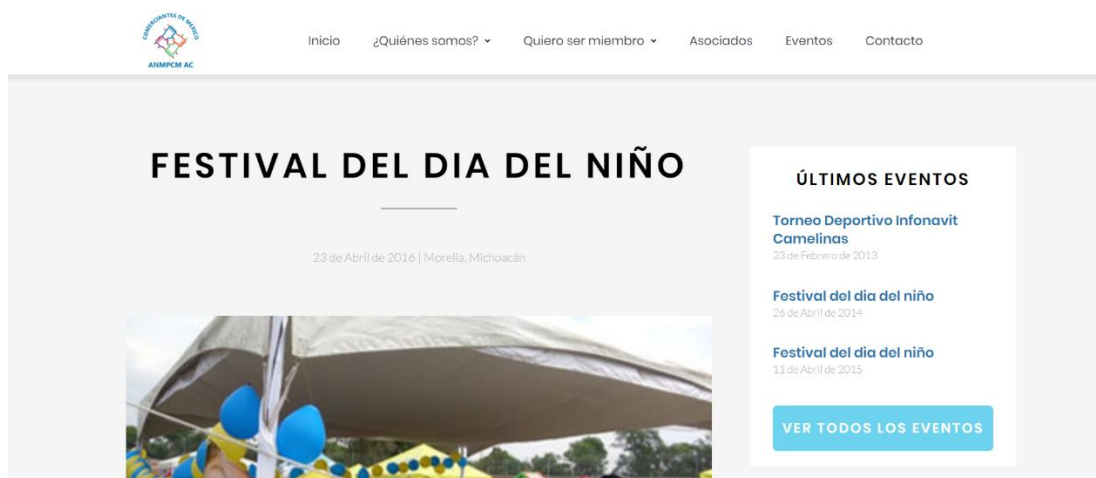 COMERCIANTES DE MEXICO
ANMPCM AC
Inicio
¿Quiénes somos?
Quiero ser miembro
Asociados
Eventos
Contacto
FESTIVAL DEL DIA DEL NIÑO
23 de Abril de 2016 | Morelia, Michoacán
ÚLTIMOS EVENTOS
Torneo Deportivo Infonavit
Camelinas
23 de Febrero de 2013
Festival del dia del niño
26 de Abril de 2014
Festival del dia del niño
11 de Abril de 2015
VER TODOS LOS EVENTOS